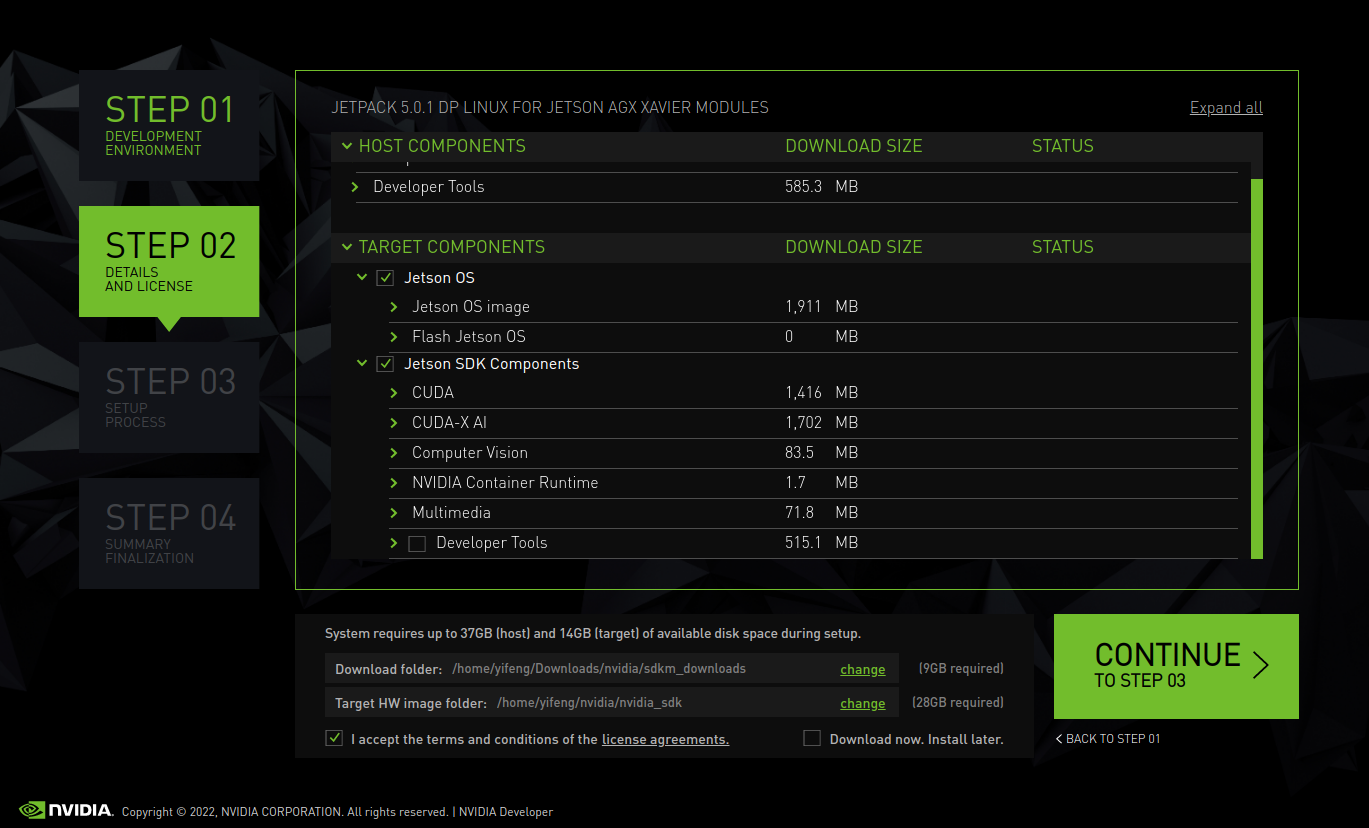 STEP 01
DEVELOPMENT
ENVIRONMENT
STEP 02
DETAILS
AND LICENSE
STEP 03
SETUP
PROCESS
STEP 04
SUMMARY
FINALIZATION
JETPACK 5.0.1 DP LINUX FOR JETSON AGX XAVIER MODULES Expand all
HOST COMPONENTS DOWNLOAD SIZE STATUS
Developer Tools 585.3 MB
TARGET COMPONENTS DOWNLOAD SIZE STATUS
Jetson OS
Jetson OS image 1,911 MB
Flash Jetson OS 0 MB
Jetson SDK Components
CUDA 1,416 MB
CUDA-X AI 1,702 MB
Computer Vision 83.5 MB
NVIDIA Container Runtime 1.7 MB
Multimedia 71.8 MB
Developer Tools 515.1 MB
System requires up to 37GB (host) and 14GB (target) of available disk space during setup.
Download folder: /home/yifeng/Downloads/nvidia/sdkm_downloads change (9GB required)
Target HW image folder: /home/yifeng/nvidia/nvidia_sdk change (28GB required)
I accept the terms and conditions of the license agreements. Download now. Install later.
CONTINUE
TO STEP 03
BACK TO STEP 01
NVIDIA. Copyright © 2022, NVIDIA CORPORATION. All rights reserved. | NVIDIA Developer